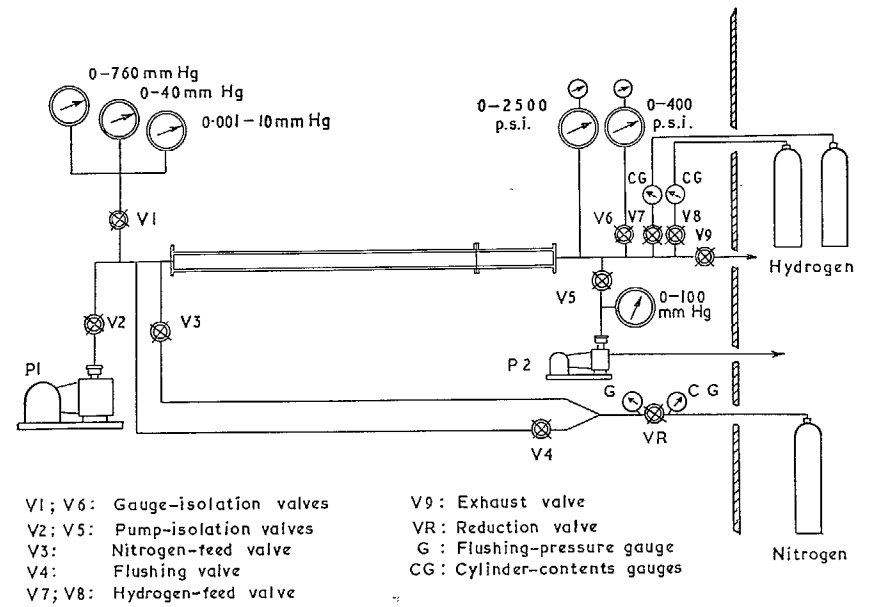 0-760 mm Hg
0-40 mm Hg
0·001-10 mm Hg
0-2500
p.s.i.
0-400
p.s.i.
CG
CG
V1
V6
V7
V8
V9
Hydrogen
V5
0-100
mm Hg
V2
V3
P1
P2
G
CG
VR
V4
V1; V6: Gauge-isolation valves
V2; V5: Pump-isolation valves
V3: Nitrogen-feed valve
V4: Flushing valve
V7; V8: Hydrogen-feed valve
V9: Exhaust valve
VR: Reduction valve
G: Flushing-pressure gauge
CG: Cylinder-contents gauges
Nitrogen